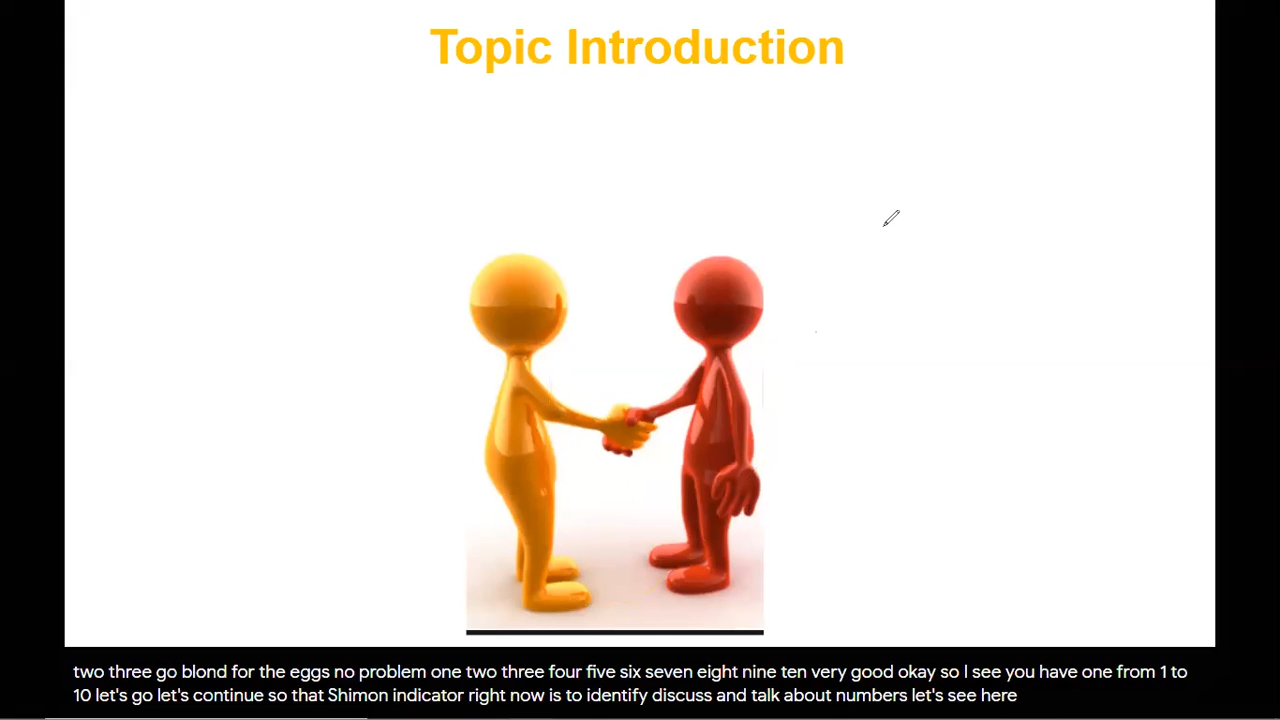 Topic Introduction
two three go blond for the eggs no problem one two three four five six seven eight nine ten very good okay so I see you have one from 1 to
10 let's go let's continue so that Shimon indicator right now is to identify discuss and talk about numbers let's see here